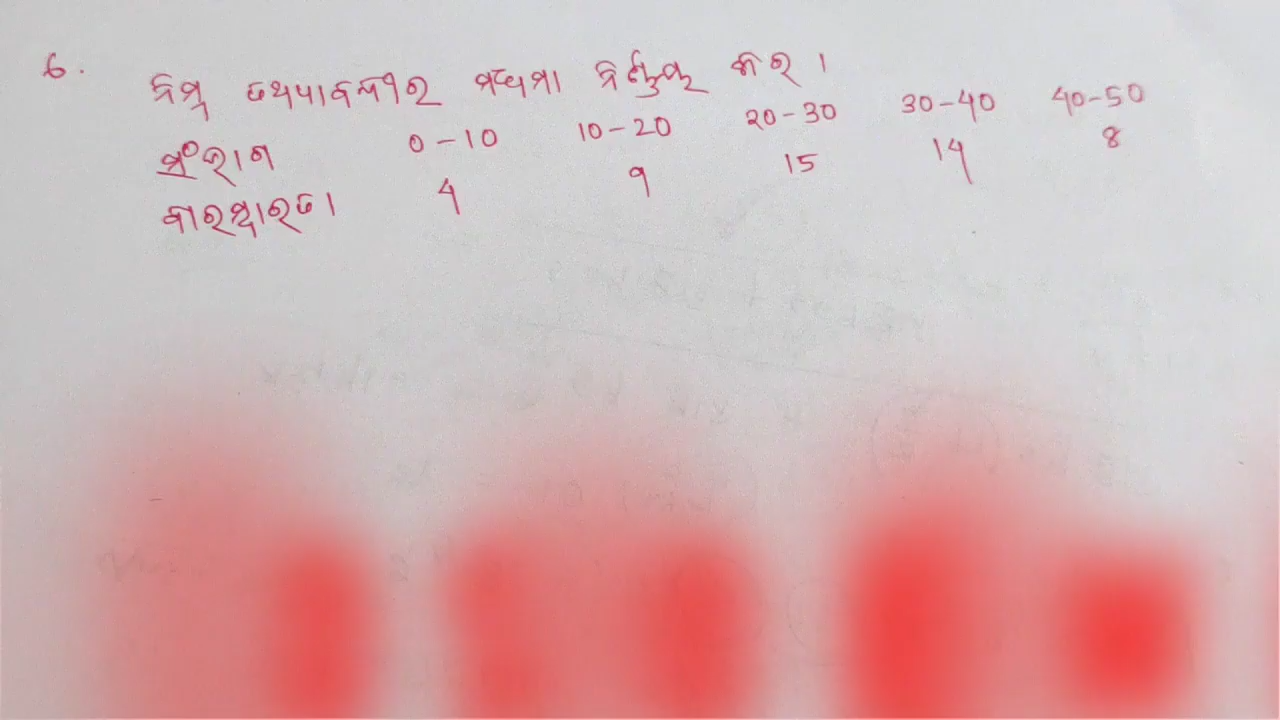 6. ନିମ୍ନ ତଥ୍ୟାବଳୀର ମଧ୍ୟମା ନିର୍ଣ୍ଣୟ କର ।
ସଂଭାଗ 0-10 10-20 20-30 30-40 40-50
ବାରମ୍ବାରତା 4 9 15 14 8